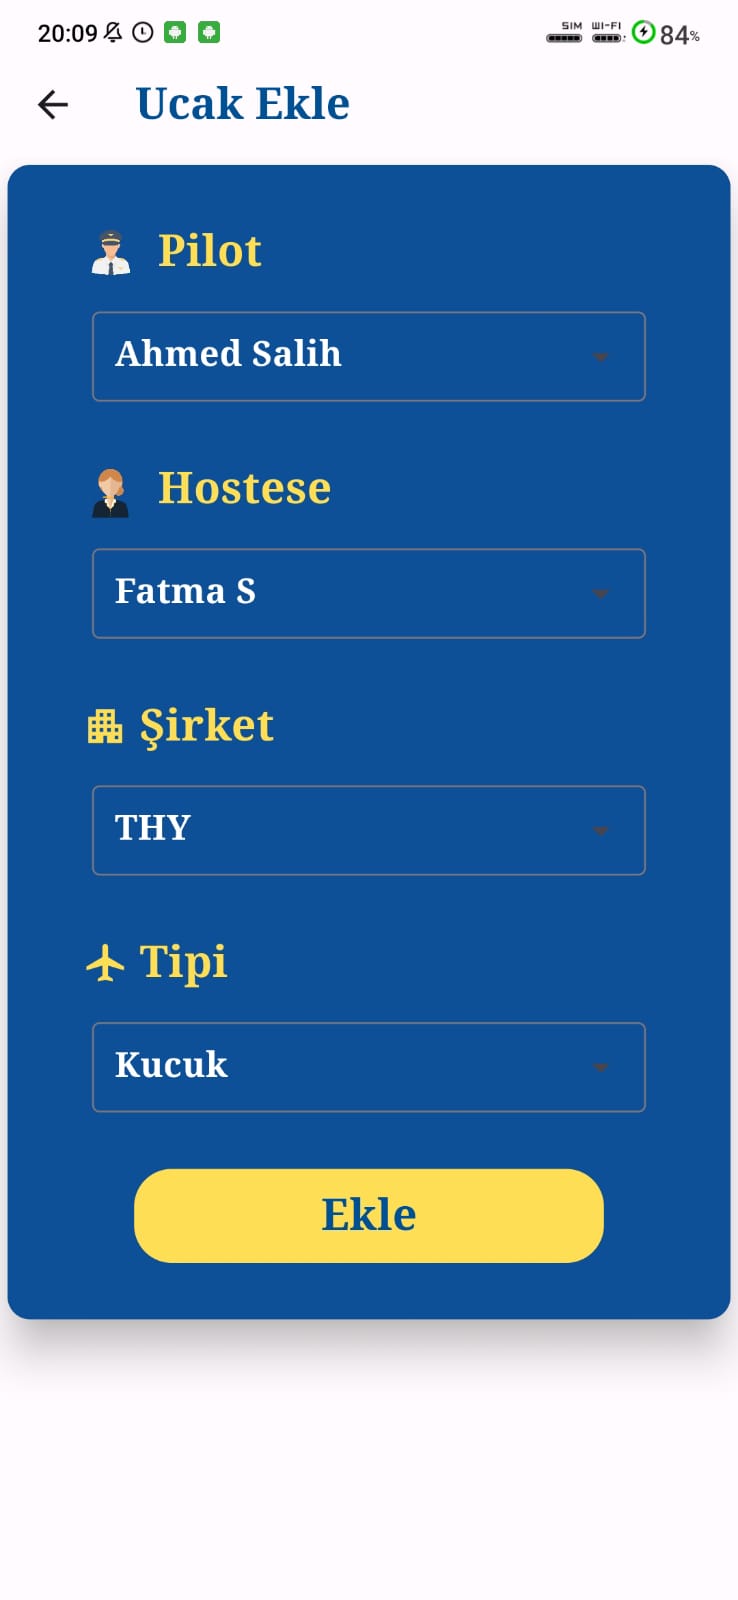 20:09
SIM WI-FI
84%
Ucak Ekle
Pilot
Ahmed Salih
Hostese
Fatma S
Şirket
THY
Tipi
Kucuk
Ekle